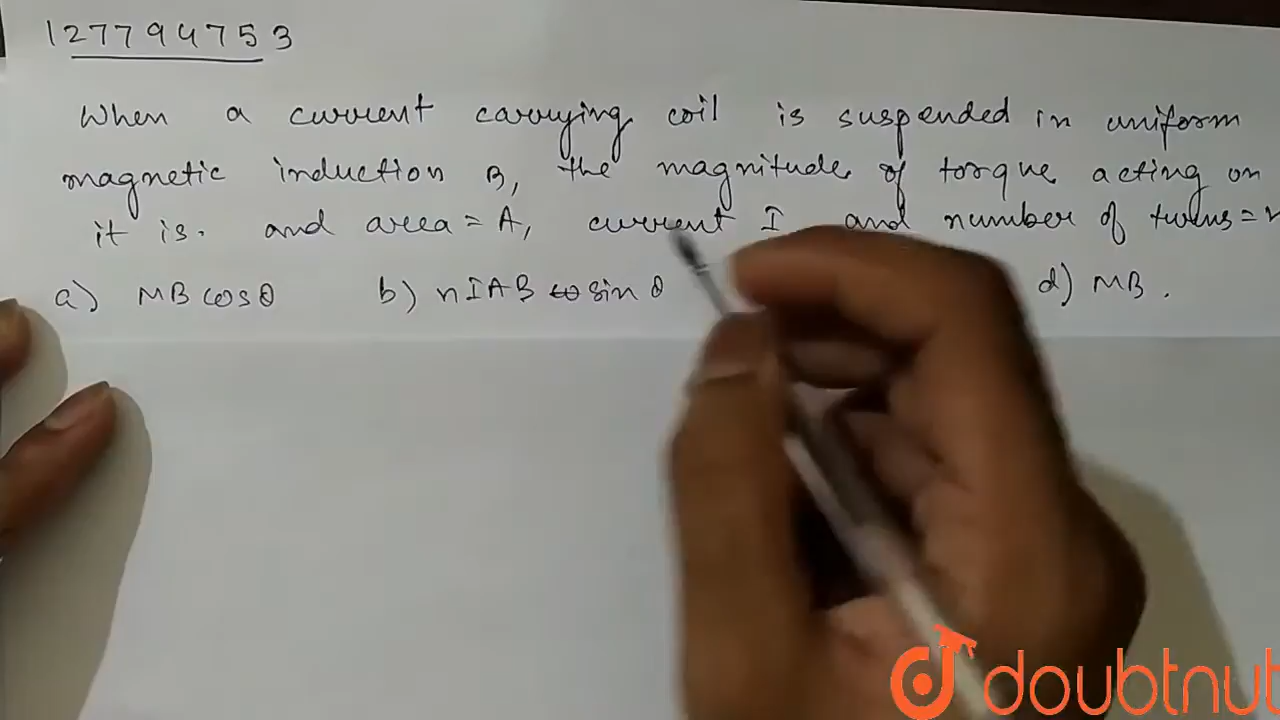 127794753
When a current carrying coil is suspended in uniform
magnetic induction B, the magnitude of torque acting on
it is. and area = A, current I and number of turns =
a) MB cosθ b) nIAB sin θ d) MB.
doubtnut